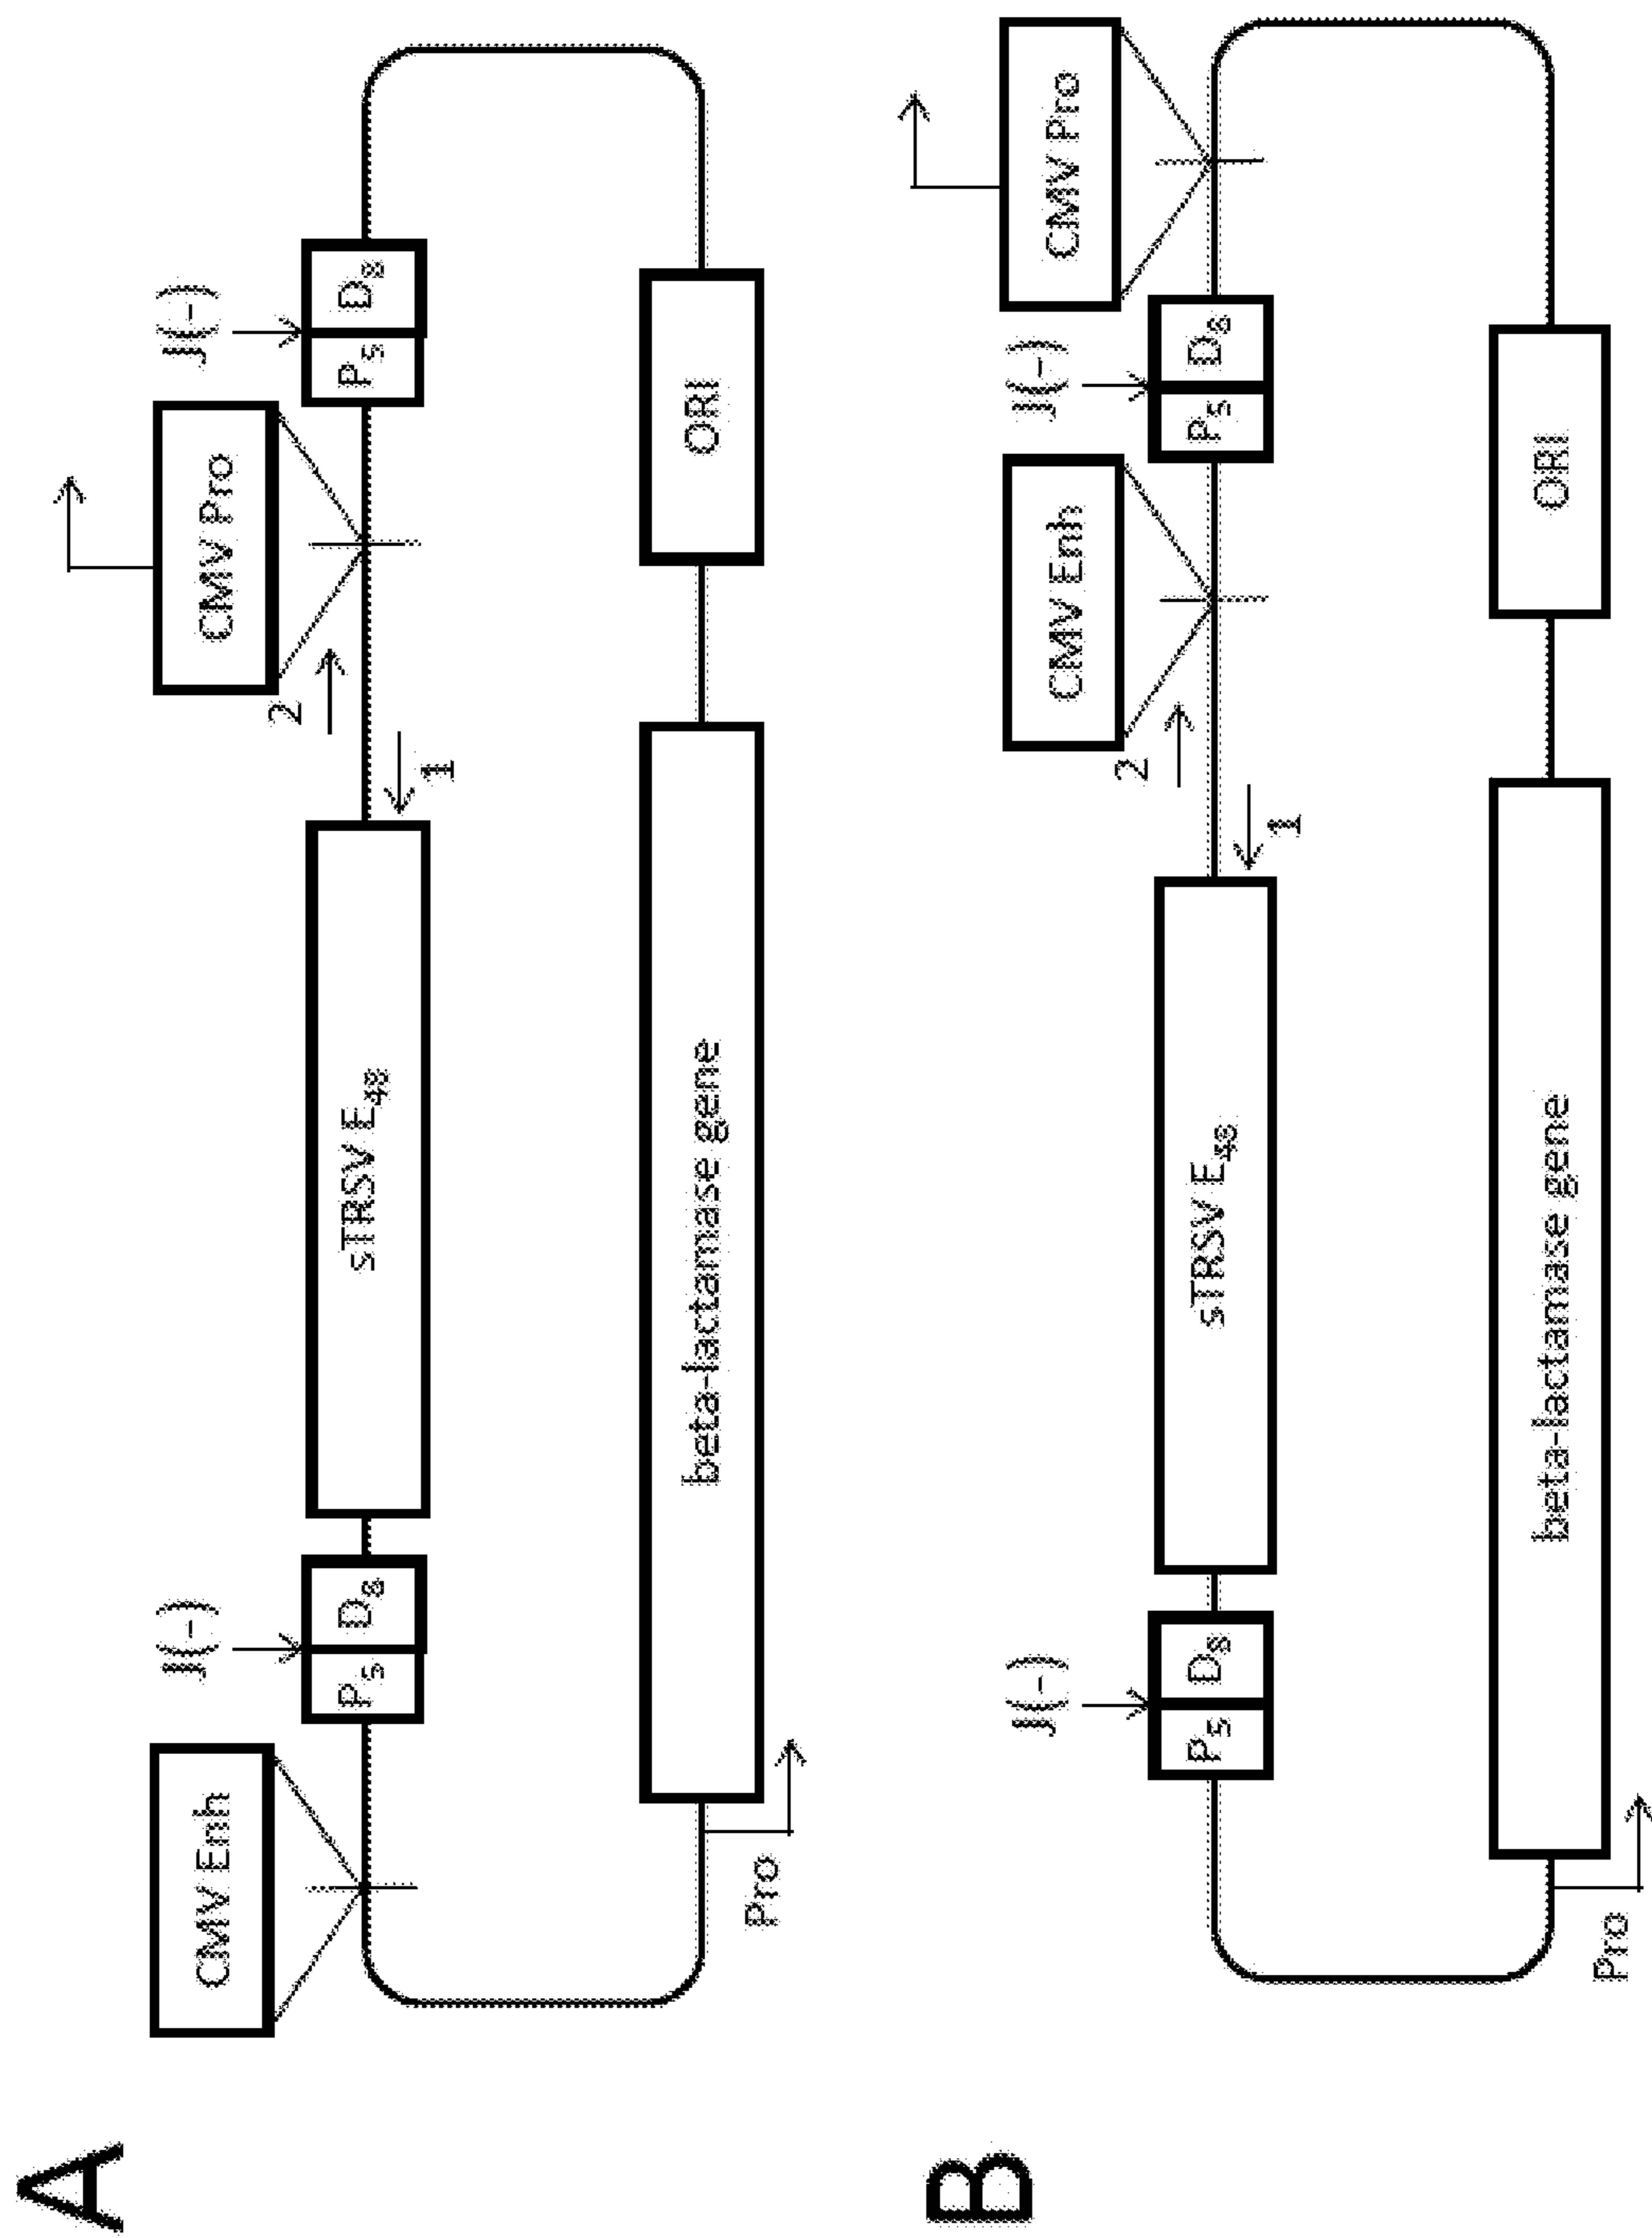 A
CMV Enh
J(-)
P5 D8
sTRSV E48
1
2
CMV Pro
J(-)
P5 D8
Pro
beta-lactamase gene
ORI
B
J(-)
P5 D8
sTRSV E48
1
2
CMV Enh
J(-)
P5 D8
CMV Pro
Pro
beta-lactamase gene
ORI